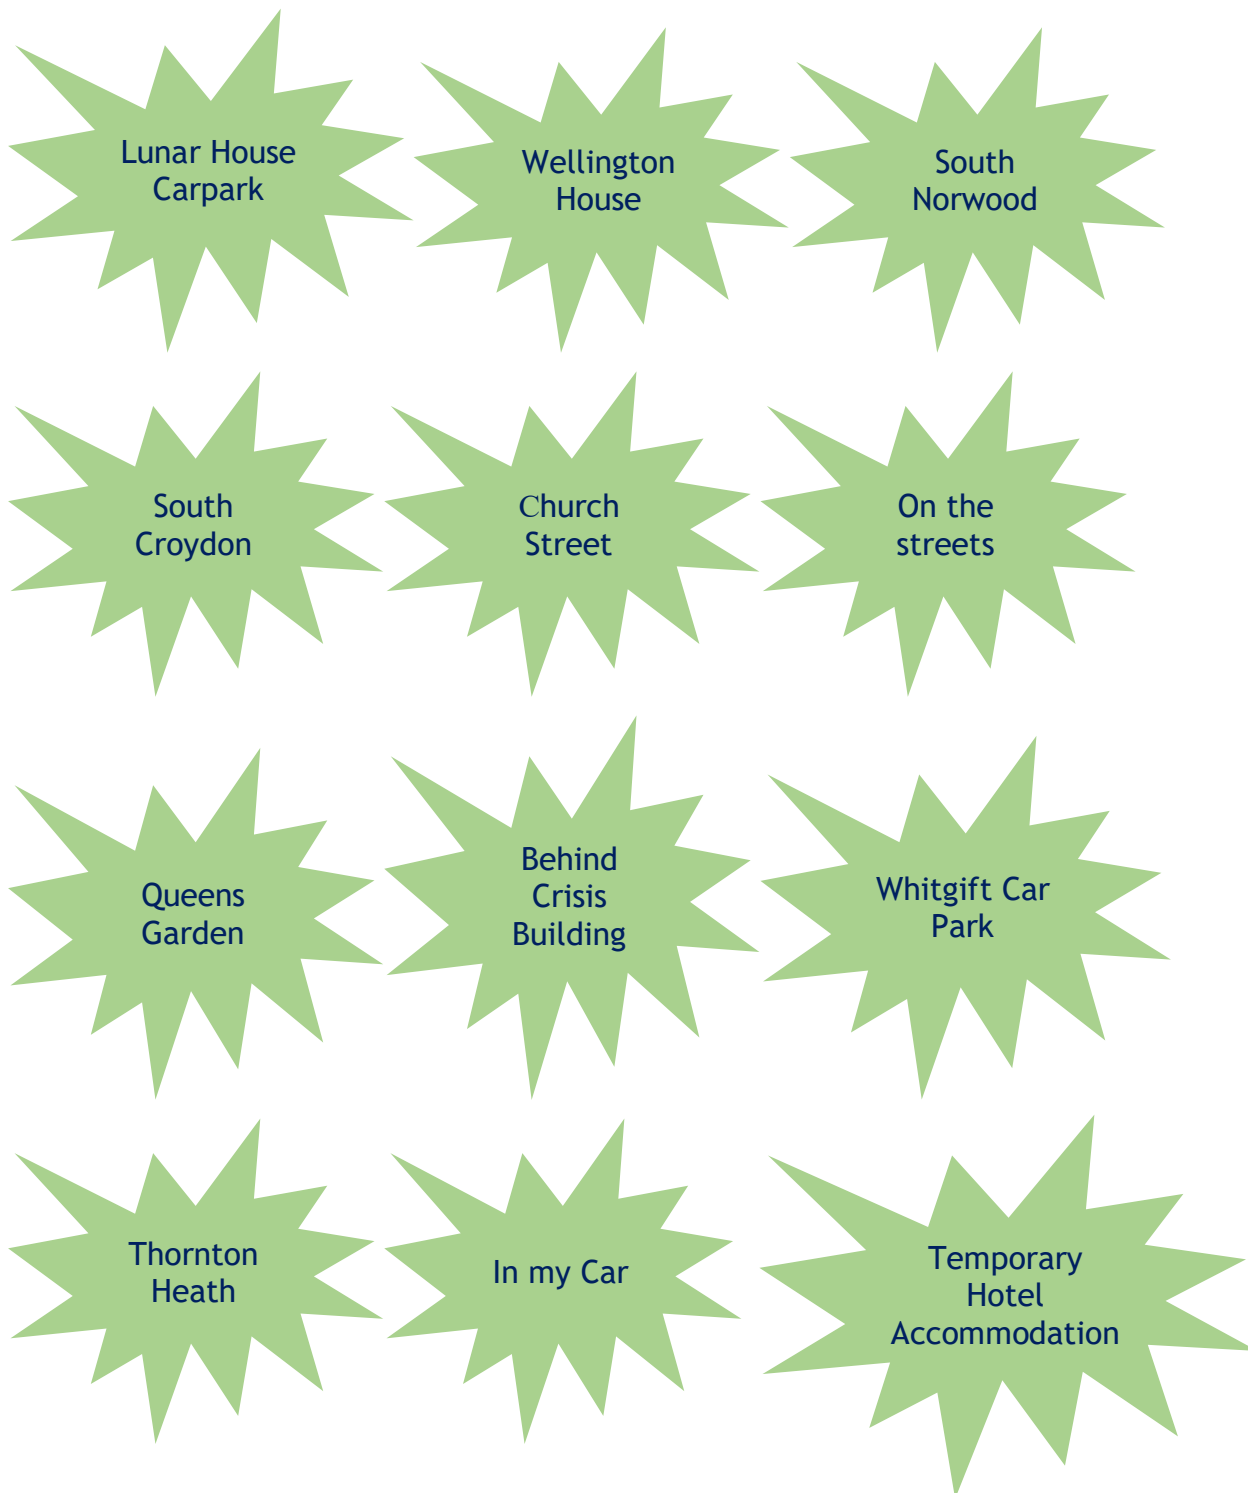 Lunar House
Carpark
Wellington
House
South
Norwood
South
Croydon
Church
Street
On the
streets
Queens
Garden
Behind
Crisis
Building
Whitgift Car
Park
Thornton
Heath
In my Car
Temporary
Hotel
Accommodation